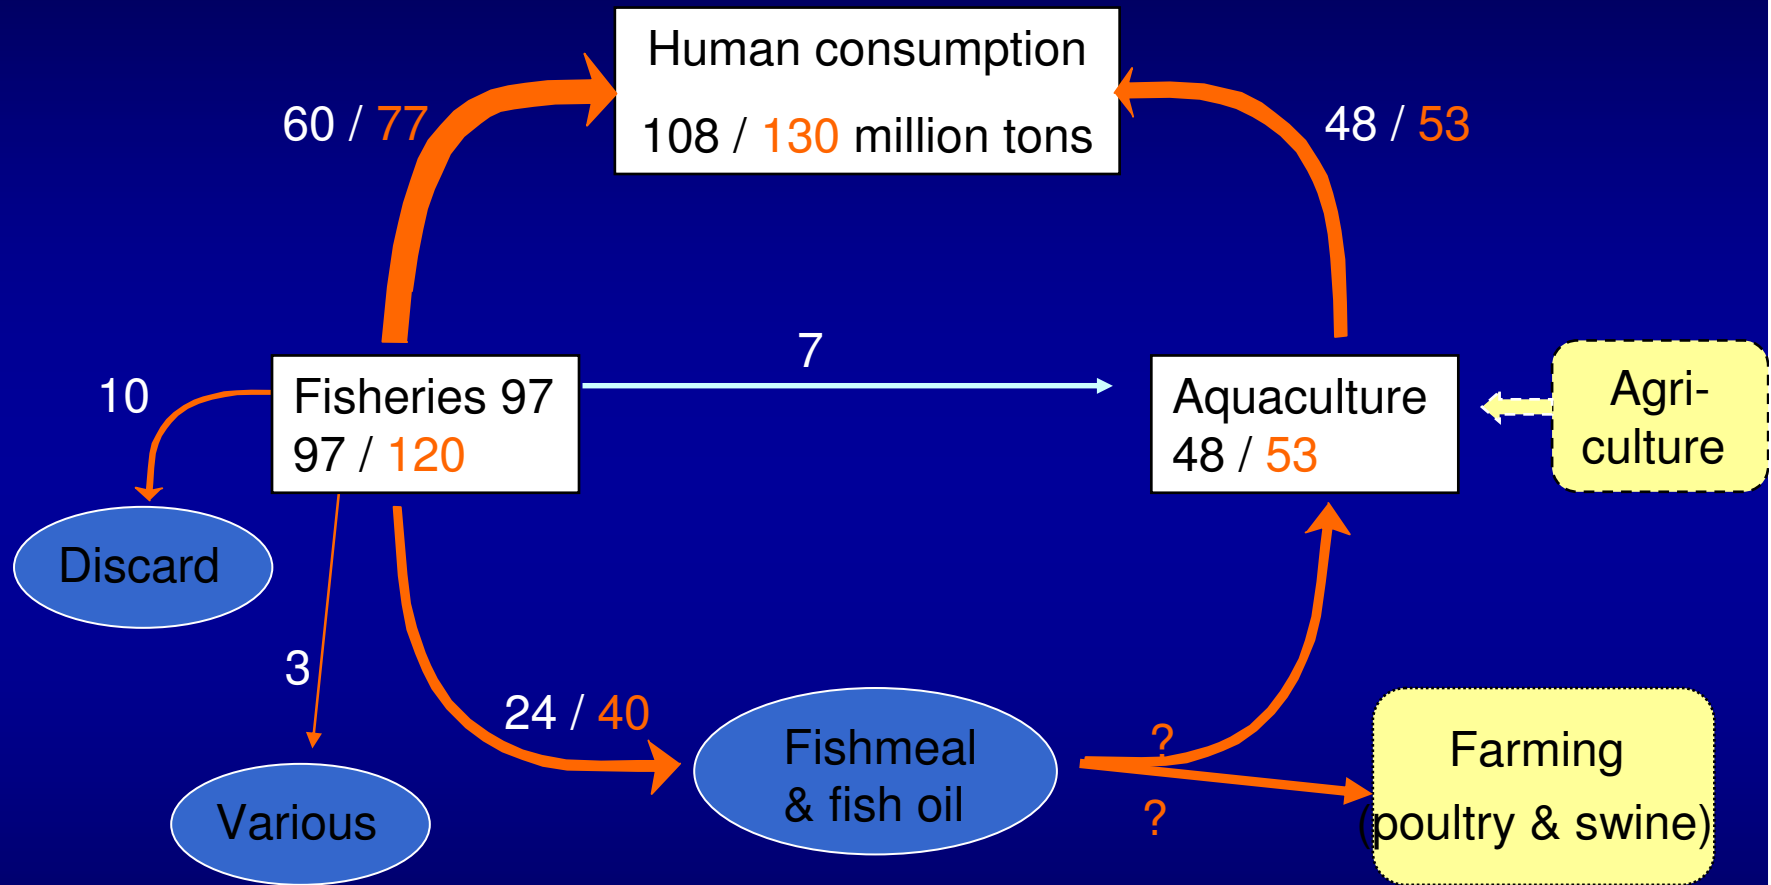 Human consumption
108 / 130 million tons
60 / 77
48 / 53
7
10
Fisheries 97
97 / 120
Aquaculture
48 / 53
Agri-
culture
Discard
3
24 / 40
Fishmeal
& fish oil
?
?
Farming
(poultry & swine)
Various